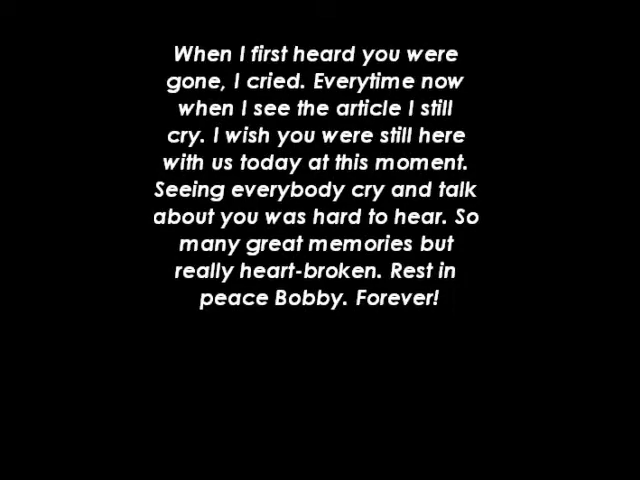 When I first heard you were
gone, I cried. Everytime now
when I see the article I still
cry. I wish you were still here
with us today at this moment.
Seeing everybody cry and talk
about you was hard to hear. So
many great memories but
really heart-broken. Rest in
peace Bobby. Forever!